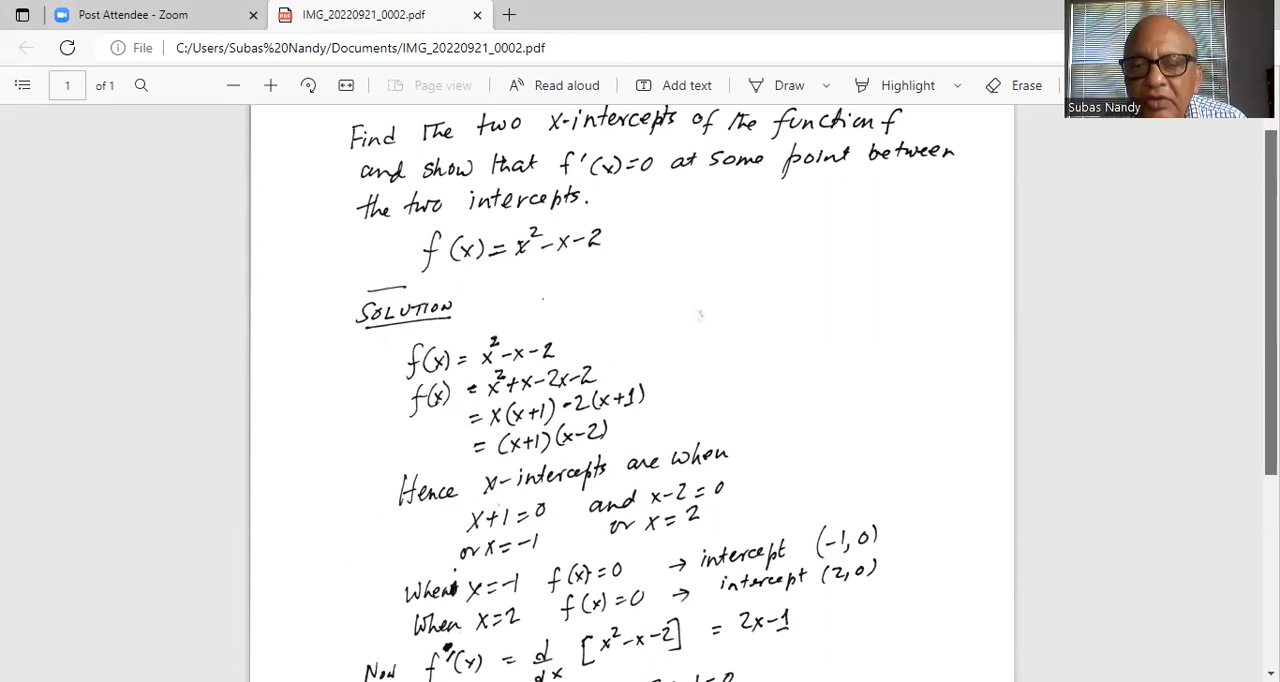 Post Attendee - Zoom
IMG_20220921_0002.pdf
File
C:/Users/Subas%20Nandy/Documents/IMG_20220921_0002.pdf
1
of 1
Page view
Read aloud
Add text
Draw
Highlight
Erase
Subas Nandy
Find the two x-intercepts of the function f
and show that f'(x)=0 at some point between
the two intercepts.
f(x)=x²-x-2
SOLUTION
f(x)= x²-x-2
f(x) = x²+x-2x-2
= x(x+1)-2(x+1)
= (x+1)(x-2)
Hence x-intercepts are when
x+1=0 and x-2=0
or x=-1 or x=2
When x=-1 f(x)=0 → intercept (-1,0)
When x=2 f(x)=0 → intercept (2,0)
Now f'(x) = d/dx [x²-x-2] = 2x-1